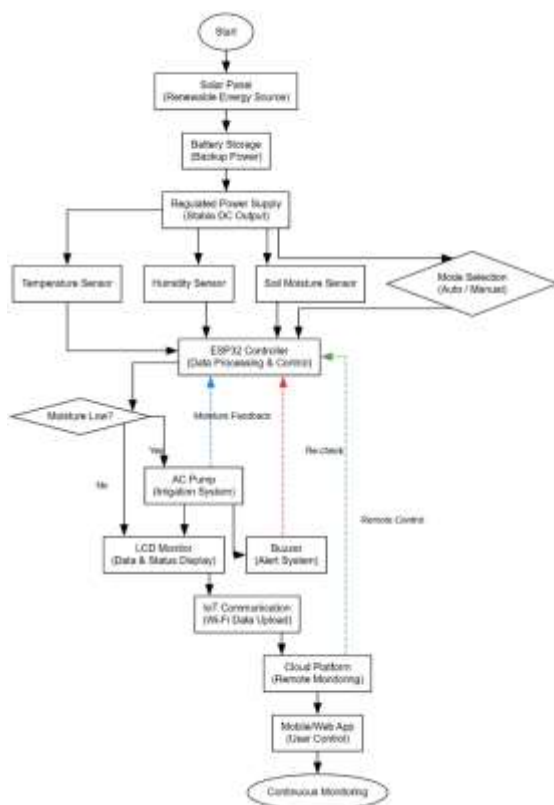 Start
Solar Panel
(Renewable Energy Source)
Battery Storage
(Backup Power)
Regulated Power Supply
(Stable DC Output)
Temperature Sensor
Humidity Sensor
Soil Moisture Sensor
Mode Selection
(Auto / Manual)
ESP32 Controller
(Data Processing & Control)
Moisture Low?
Moisture Feedback
Re-check
Yes
No
AC Pump
(Irrigation System)
Remote Control
LCD Monitor
(Data & Status Display)
Buzzer
(Alert System)
IoT Communication
(Wi-Fi Data Upload)
Cloud Platform
(Remote Monitoring)
Mobile/Web App
(User Control)
Continuous Monitoring